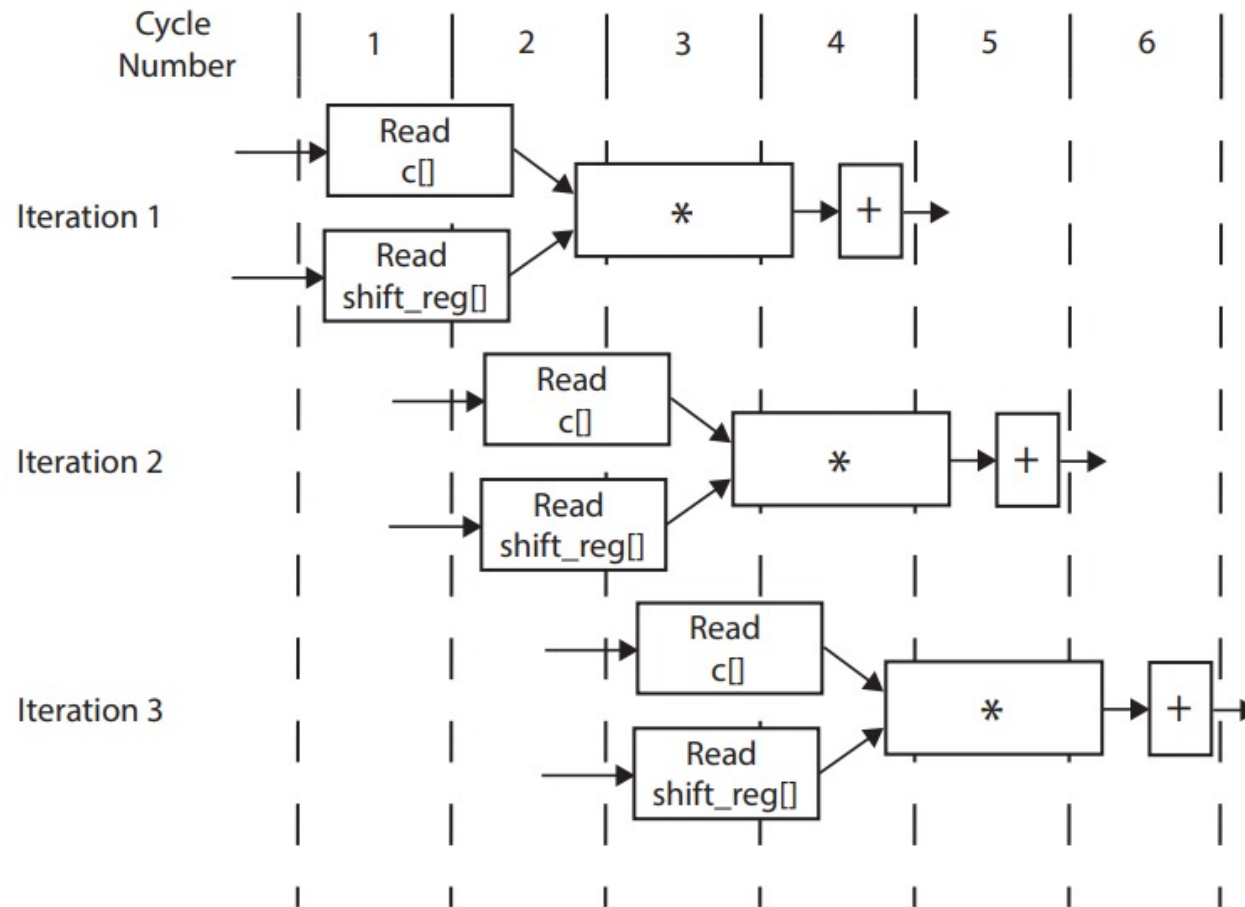 Cycle
Number
1 2 3 4 5 6
Iteration 1
Read
c[]
Read
shift_reg[]
*
+
Iteration 2
Read
c[]
Read
shift_reg[]
*
+
Iteration 3
Read
c[]
Read
shift_reg[]
*
+